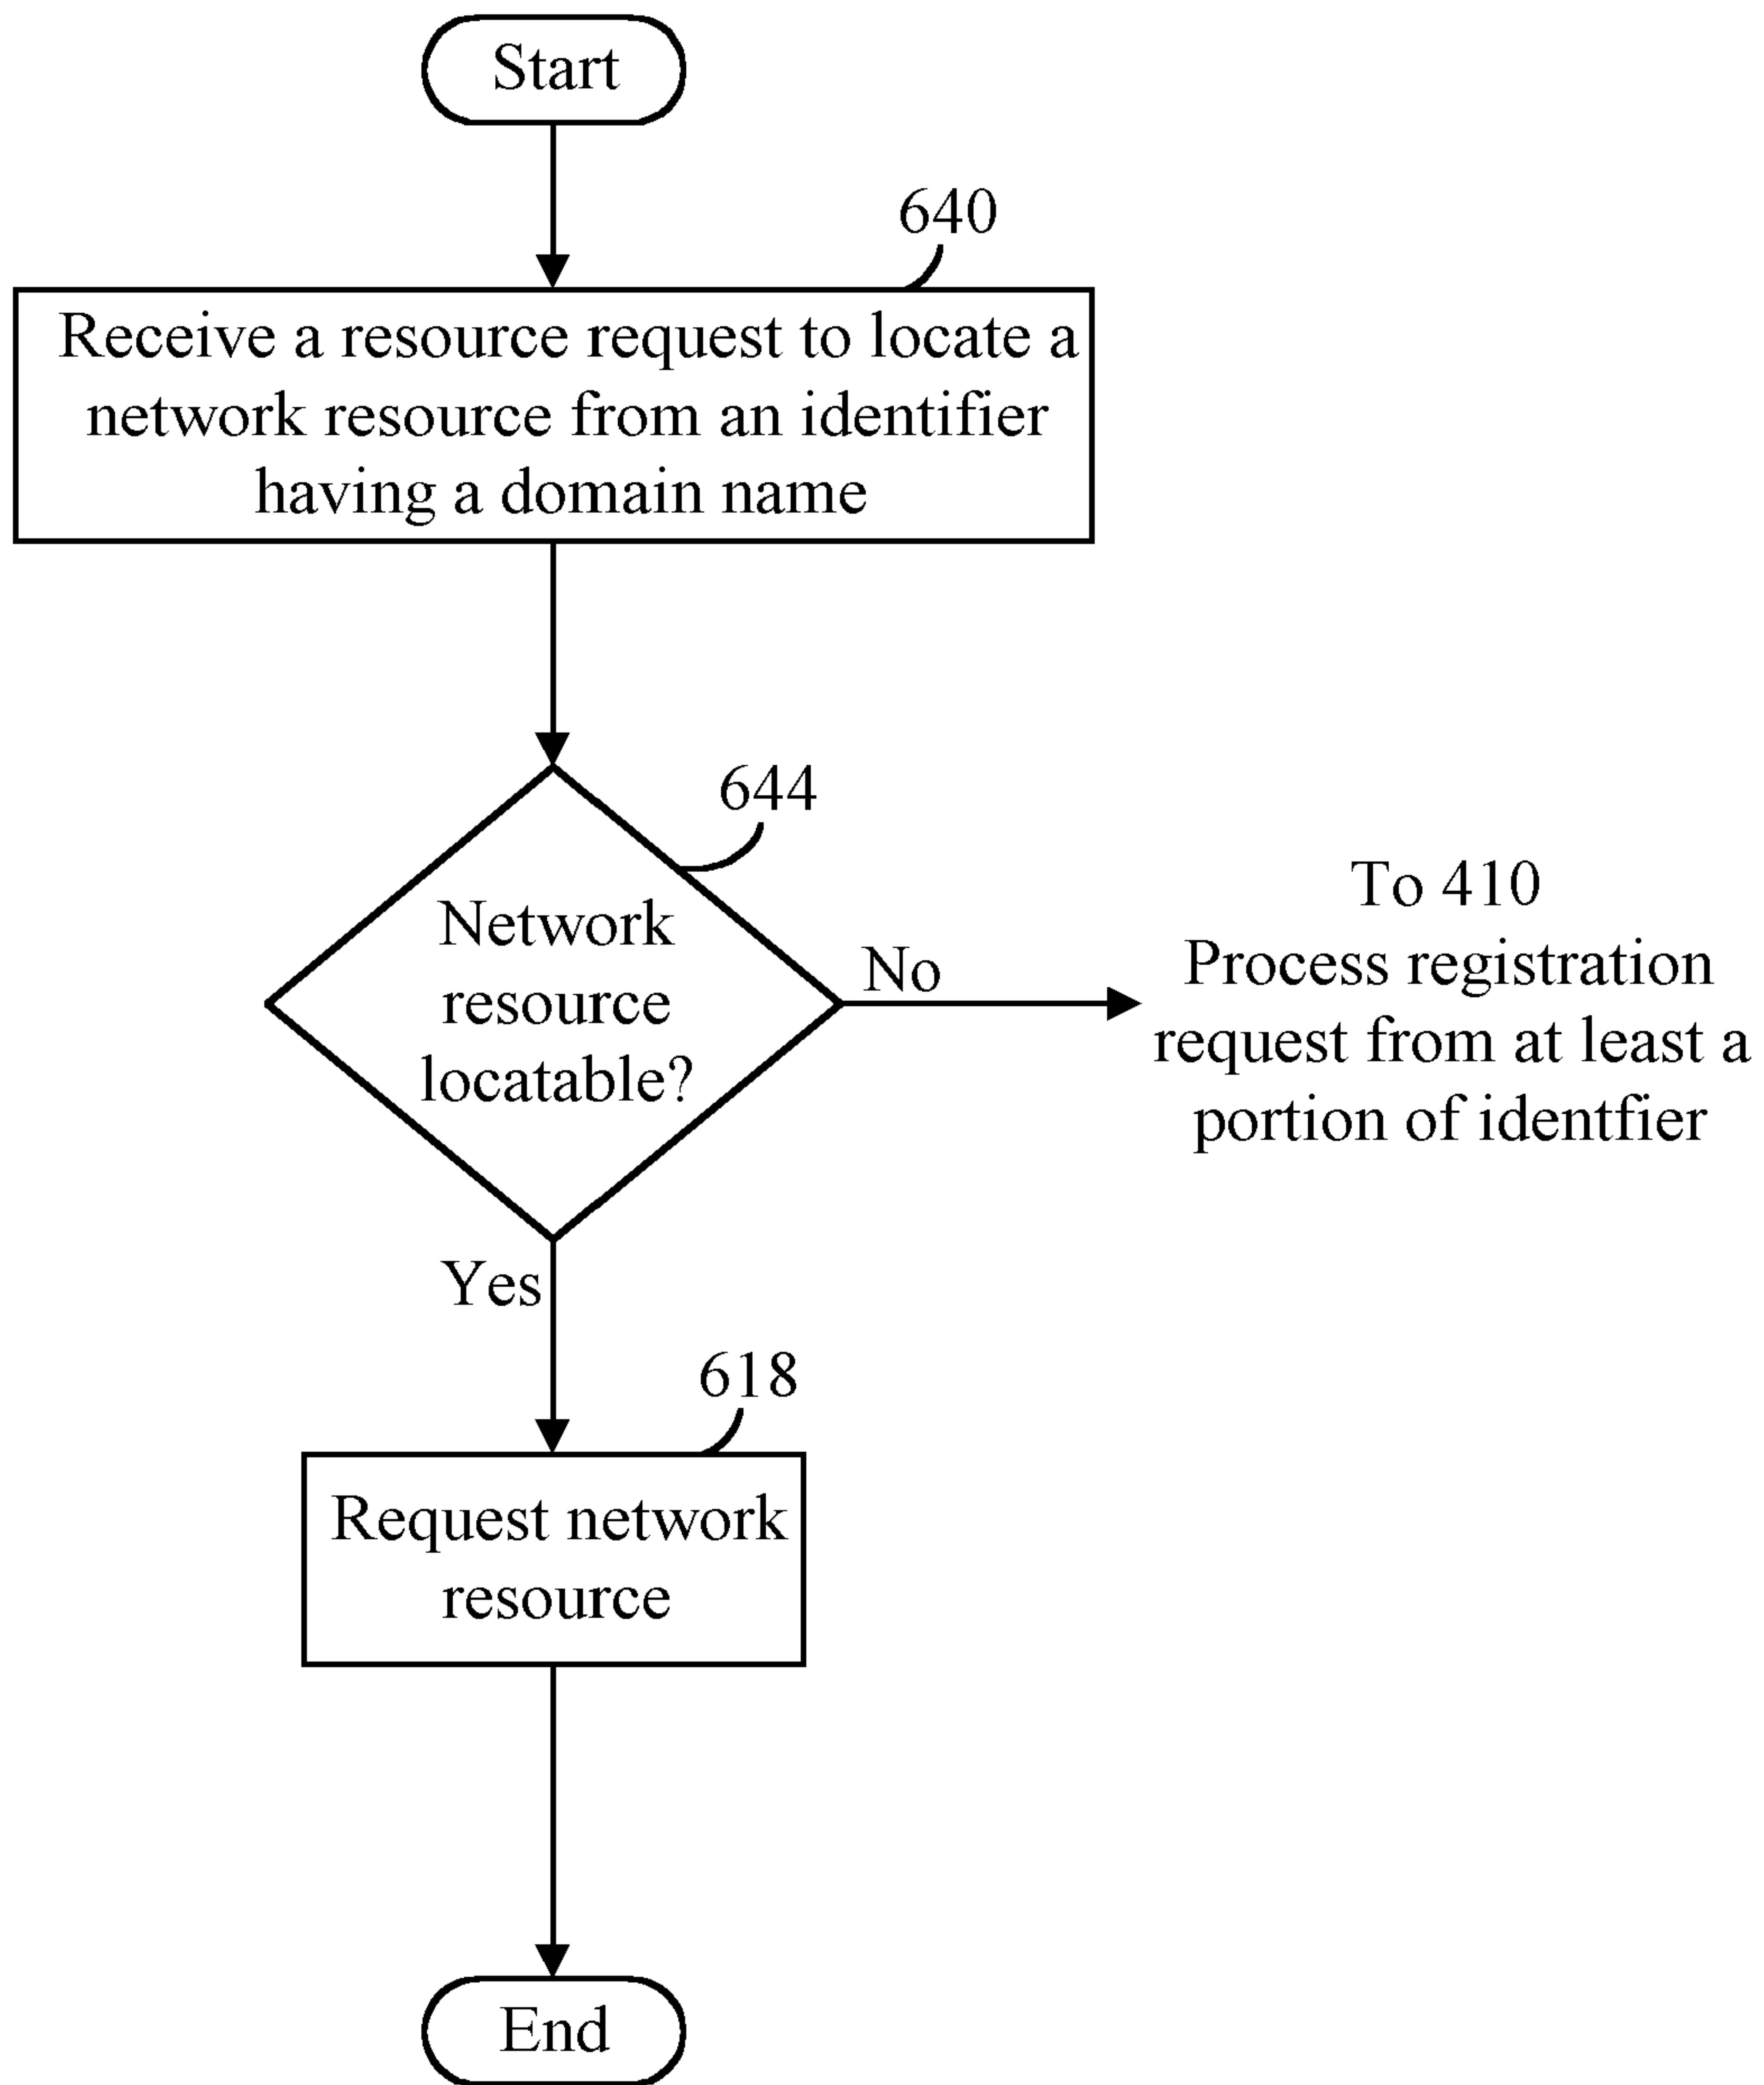 Start
640
Receive a resource request to locate a
network resource from an identifier
having a domain name
644
Network
resource
locatable?
No
To 410
Process registration
request from at least a
portion of identfier
Yes
618
Request network
resource
End